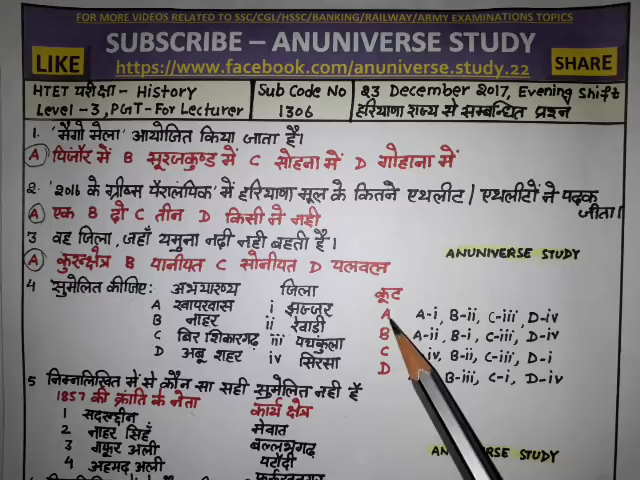 FOR MORE VIDEOS RELATED TO SSC/CGL/HSSC/BANKING/RAILWAY/ARMY EXAMINATIONS TOPICS
SUBSCRIBE – ANUNIVERSE STUDY
LIKE
https://www.facebook.com/anuniverse.study.22
SHARE
HTET परीक्षा - History
Level -3, PGT-For Lecturer
Sub Code No
1306
23 December 2017, Evening Shift
हरियाणा राज्य से सम्बन्धित प्रश्न
1. 'मैंगो मेला' आयोजित किया जाता है।
A पिंजौर में B सूरजकुण्ड में C सोहना में D गोहाना में
2. '2016 के ग्रीष्म पैरालंपिक' में हरियाणा मूल के कितने एथलीट / एथलीटों ने पदक जीता।
A एक B दो C तीन D किसी ने नहीं
3 वह जिला, जहाँ यमुना नदी नही बहती है।
ANUNIVERSE STUDY
A कुरुक्षेत्र B पानीपत C सोनीपत D पलवल
4 सुमेलित कीजिए: अभयारण्य जिला कूट
A खापरवास i झज्जर A A-i, B-ii, C-iii, D-iv
B नाहर ii रेवाड़ी B A-ii, B-i, C-iii, D-iv
C बिर शिकारगढ़ iii पंचकुला C iv, B-ii, C-iii, D-i
D अबू शहर iv सिरसा D B-iii, C-i, D-iv
5 निम्नलिखित में से कौन सा सही सुमेलित नहीं है
1857 की क्रांति के नेता कार्य क्षेत्र
1 सदरुद्दीन मेवात
2 नाहर सिहँ बल्लभगढ़
3 गफूर अली पटौदी
ANUNIVERSE STUDY
4 अहमद अली